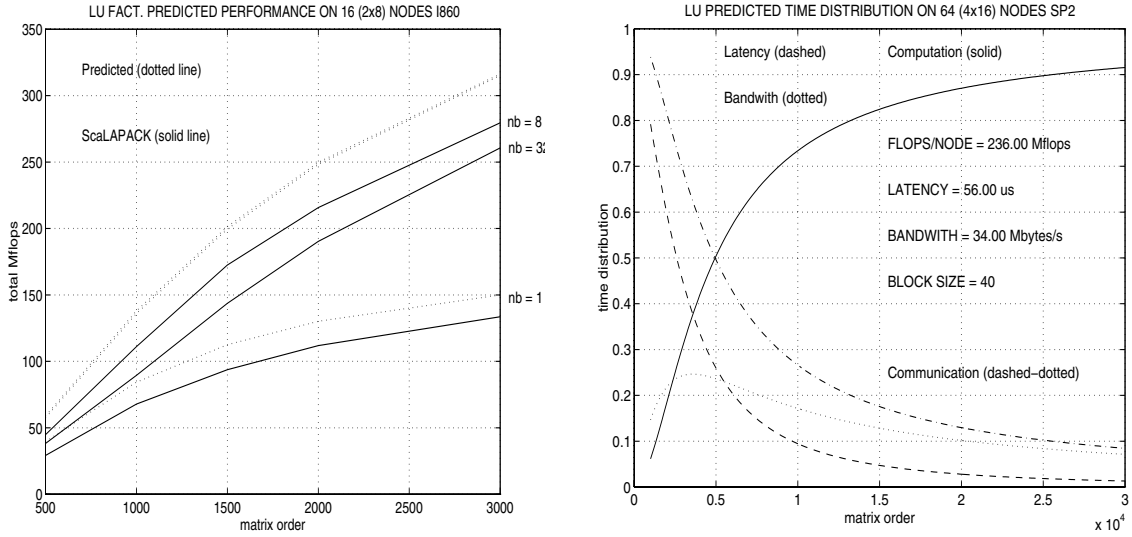 LU FACT. PREDICTED PERFORMANCE ON 16 (2x8) NODES I860
350
300
250
200
150
100
50
0
total Mflops
Predicted (dotted line)
ScaLAPACK (solid line)
nb = 8
nb = 32
nb = 1
500
1000
1500
2000
2500
3000
matrix order
LU PREDICTED TIME DISTRIBUTION ON 64 (4x16) NODES SP2
1
0.9
0.8
0.7
0.6
0.5
0.4
0.3
0.2
0.1
0
time distribution
Latency (dashed)
Computation (solid)
Bandwith (dotted)
FLOPS/NODE = 236.00 Mflops
LATENCY = 56.00 us
BANDWITH = 34.00 Mbytes/s
BLOCK SIZE = 40
Communication (dashed-dotted)
0
0.5
1
1.5
2
2.5
3
matrix order
x 10^4